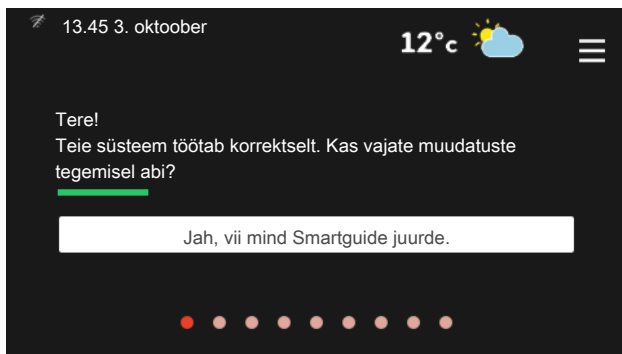 13.45 3. oktoober
12°c
Tere!
Teie süsteem töötab korrektselt. Kas vajate muudatuste
tegemisel abi?
Jah, vii mind Smartguide juurde.